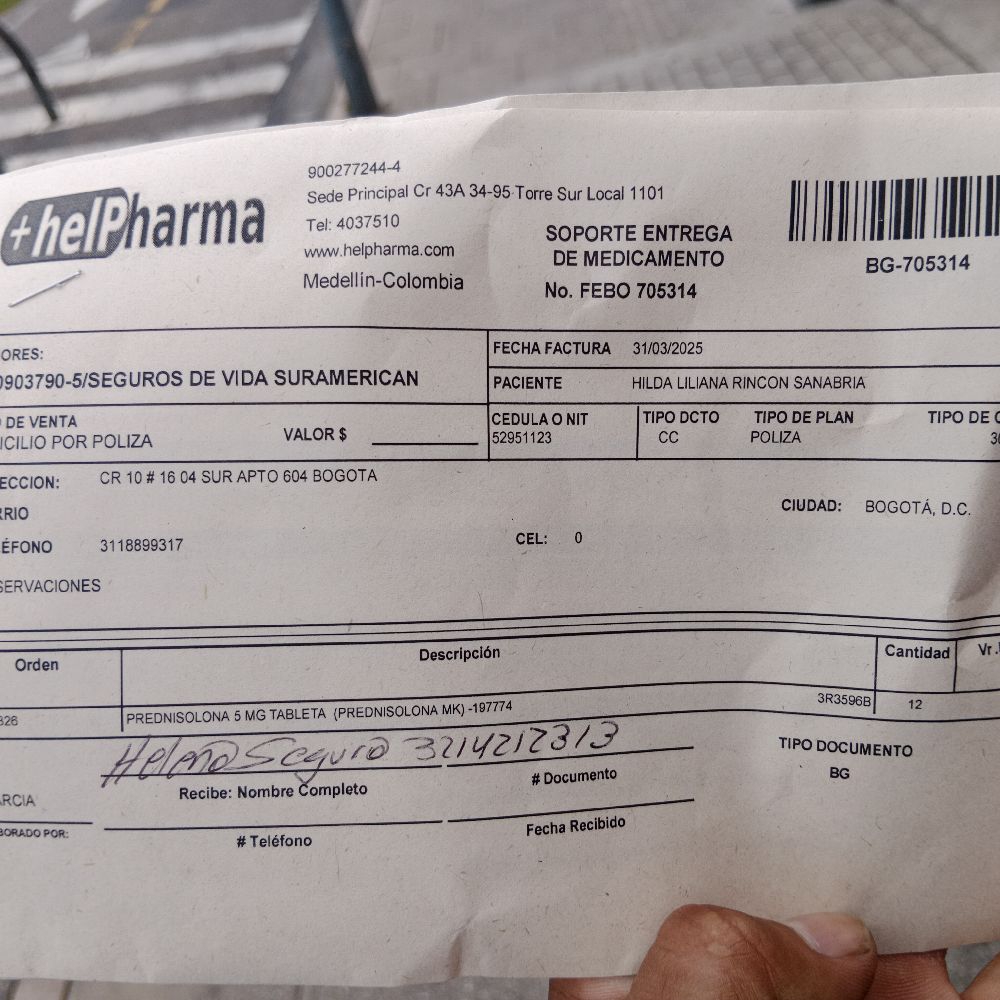 +helPharma
900277244-4
Sede Principal Cr 43A 34-95 Torre Sur Local 1101
Tel: 4037510
www.helpharma.com
Medellín-Colombia
SOPORTE ENTREGA
DE MEDICAMENTO
No. FEBO 705314
BG-705314
ORES:
0903790-5/SEGUROS DE VIDA SURAMERICAN
FECHA FACTURA 31/03/2025
PACIENTE HILDA LILIANA RINCON SANABRIA
DE VENTA
ICILIO POR POLIZA
VALOR $
CEDULA O NIT
52951123
TIPO DCTO
CC
TIPO DE PLAN
POLIZA
TIPO DE
ECCION: CR 10 # 16 04 SUR APTO 604 BOGOTA
RRIO
CIUDAD: BOGOTÁ, D.C.
ÉFONO 3118899317
CEL: 0
SERVACIONES
Orden Descripción Cantidad Vr.
326 PREDNISOLONA 5 MG TABLETA (PREDNISOLONA MK) -197774 3R3596B 12
Seguro 3214212313
TIPO DOCUMENTO
BG
Recibe: Nombre Completo
# Documento
RCIA
BORADO POR:
# Teléfono
Fecha Recibido